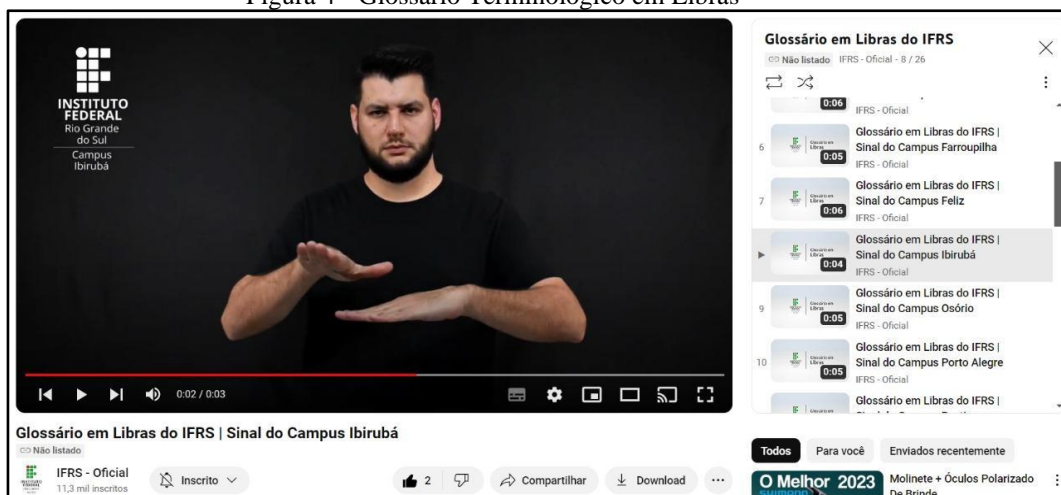 Figura 4 - Glossário Terminológico em Libras
INSTITUTO
FEDERAL
Rio Grande
do Sul
Campus
Ibirubá
0:02 / 0:03
Glossário em Libras do IFRS | Sinal do Campus Ibirubá
Não listado
IFRS - Oficial
11,3 mil inscritos
Inscrito
2
Compartilhar
Download
Glossário em Libras do IFRS
Não listado IFRS - Oficial - 8 / 26
0:06
IFRS - Oficial
6
0:05
Glossário em Libras do IFRS |
Sinal do Campus Farroupilha
IFRS - Oficial
7
0:06
Glossário em Libras do IFRS |
Sinal do Campus Feliz
IFRS - Oficial
0:04
Glossário em Libras do IFRS |
Sinal do Campus Ibirubá
IFRS - Oficial
9
0:05
Glossário em Libras do IFRS |
Sinal do Campus Osório
IFRS - Oficial
10
0:05
Glossário em Libras do IFRS |
Sinal do Campus Porto Alegre
IFRS - Oficial
Glossário em Libras do IFRS |
Todos
Para você
Enviados recentemente
O Melhor 2023
Molinete + Óculos Polarizado
De Brinde